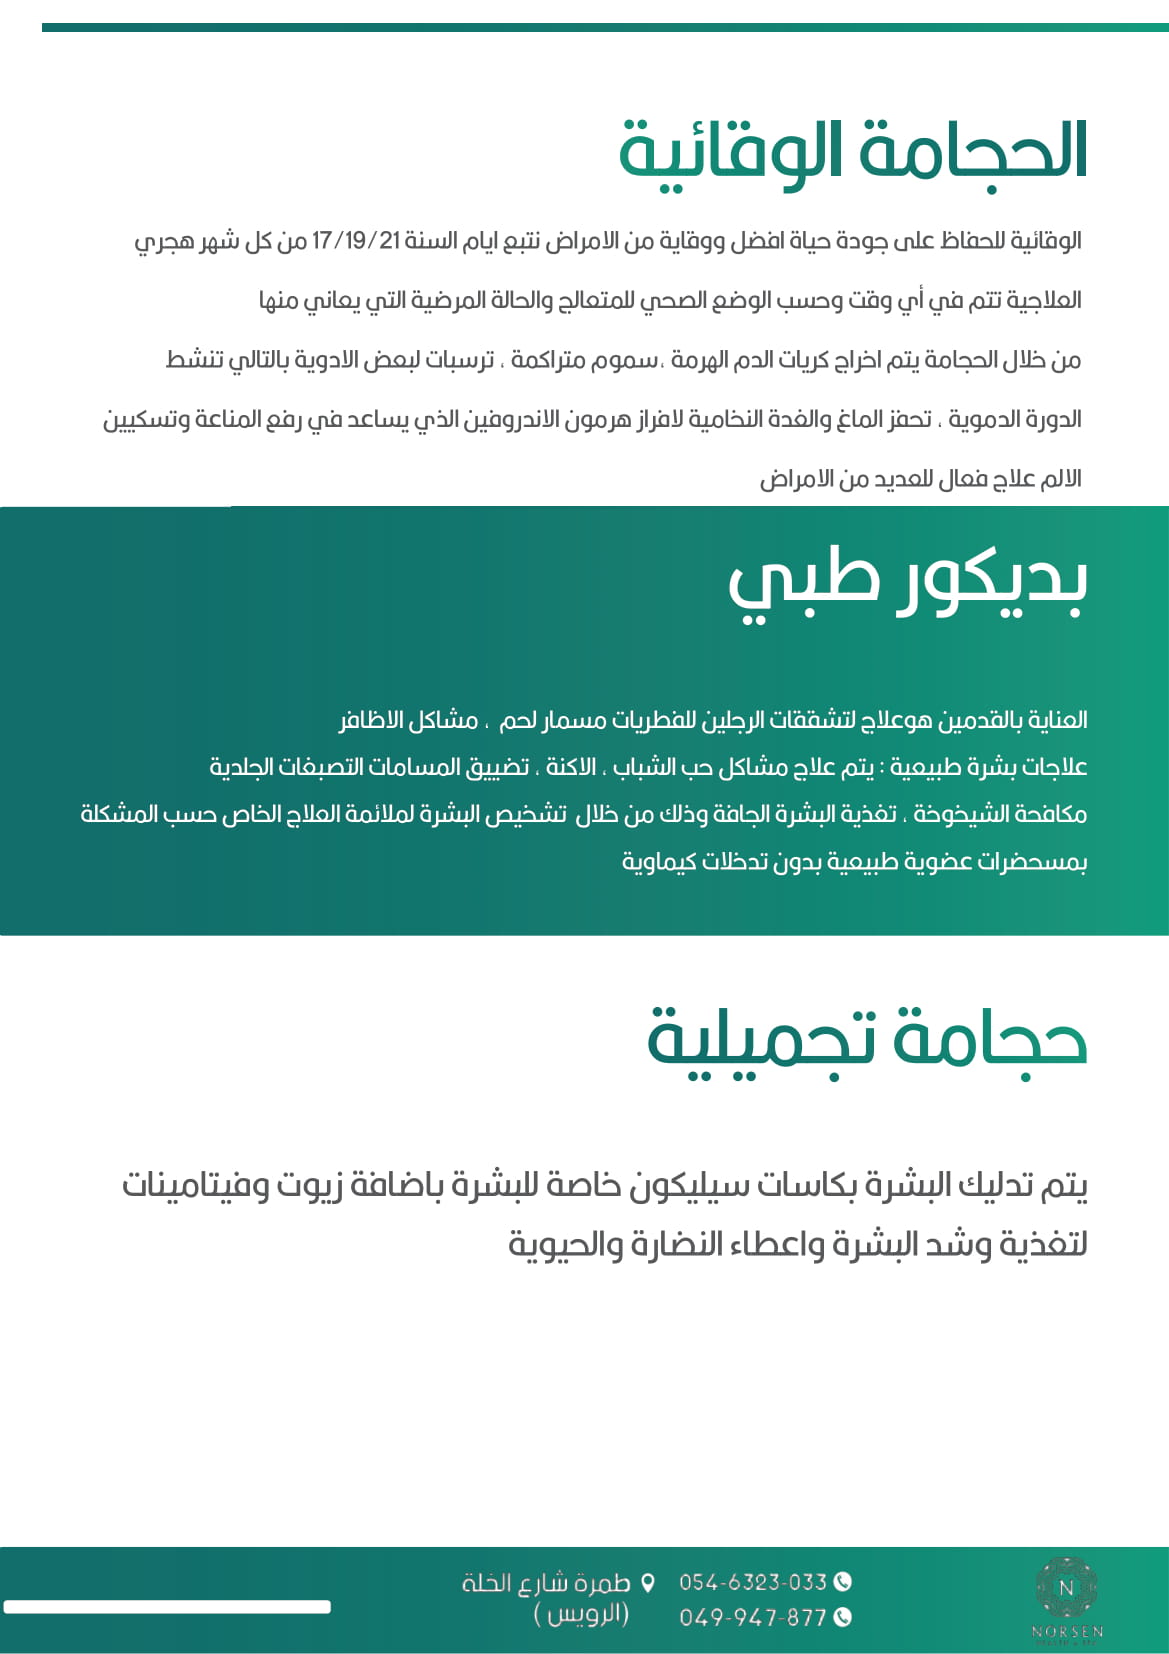 الحجامة الوقائية
الوقائية للحفاظ على جودة حياة افضل ووقاية من الامراض نتبع ايام السنة 17/19/21 من كل شهر هجري
العلاجية تتم في أي وقت وحسب الوضع الصحي للمتعالج والحالة المرضية التي يعاني منها
من خلال الحجامة يتم اخراج كريات الدم الهرمة ،سموم متراكمة ، ترسبات لبعض الادوية بالتالي تنشط
الدورة الدموية ، تحفز الماغ والغدة النخامية لافراز هرمون الاندروفين الذي يساعد في رفع المناعة وتسكيين
الالم علاج فعال للعديد من الامراض
بديكور طبي
العناية بالقدمين هوعلاج لتشققات الرجلين للفطريات مسمار لحم ، مشاكل الاظافر
علاجات بشرة طبيعية : يتم علاج مشاكل حب الشباب ، الاكنة ، تضييق المسامات التصبغات الجلدية
مكافحة الشيخوخة ، تغذية البشرة الجافة وذلك من خلال تشخيص البشرة لملائمة العلاج الخاص حسب المشكلة
بمسحضرات عضوية طبيعية بدون تدخلات كيماوية
حجامة تجميلية
يتم تدليك البشرة بكاسات سيليكون خاصة للبشرة باضافة زيوت وفيتامينات
لتغذية وشد البشرة واعطاء النضارة والحيوية
N
NORSEN
054-6323-033
049-947-877
طمرة شارع الخلة
(الرويس )